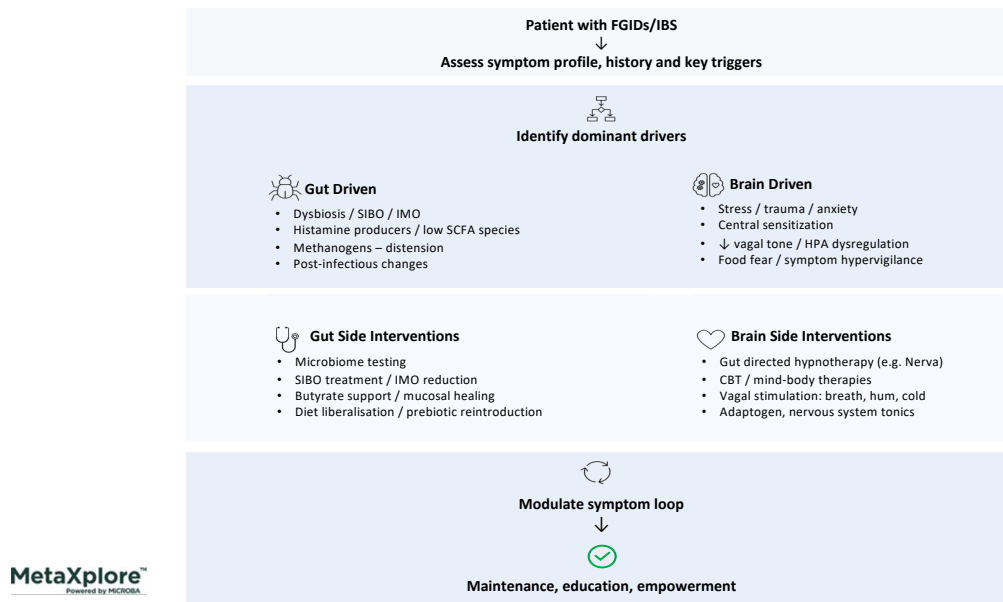 Patient with FGIDs/IBS
↓
Assess symptom profile, history and key triggers
Identify dominant drivers
Gut Driven
• Dysbiosis / SIBO / IMO
• Histamine producers / low SCFA species
• Methanogens – distension
• Post-infectious changes
Brain Driven
• Stress / trauma / anxiety
• Central sensitization
• ↓ vagal tone / HPA dysregulation
• Food fear / symptom hypervigilance
Gut Side Interventions
• Microbiome testing
• SIBO treatment / IMO reduction
• Butyrate support / mucosal healing
• Diet liberalisation / prebiotic reintroduction
Brain Side Interventions
• Gut directed hypnotherapy (e.g. Nerva)
• CBT / mind-body therapies
• Vagal stimulation: breath, hum, cold
• Adaptogen, nervous system tonics
Modulate symptom loop
↓
Maintenance, education, empowerment
MetaXplore™
Powered by MICROBA